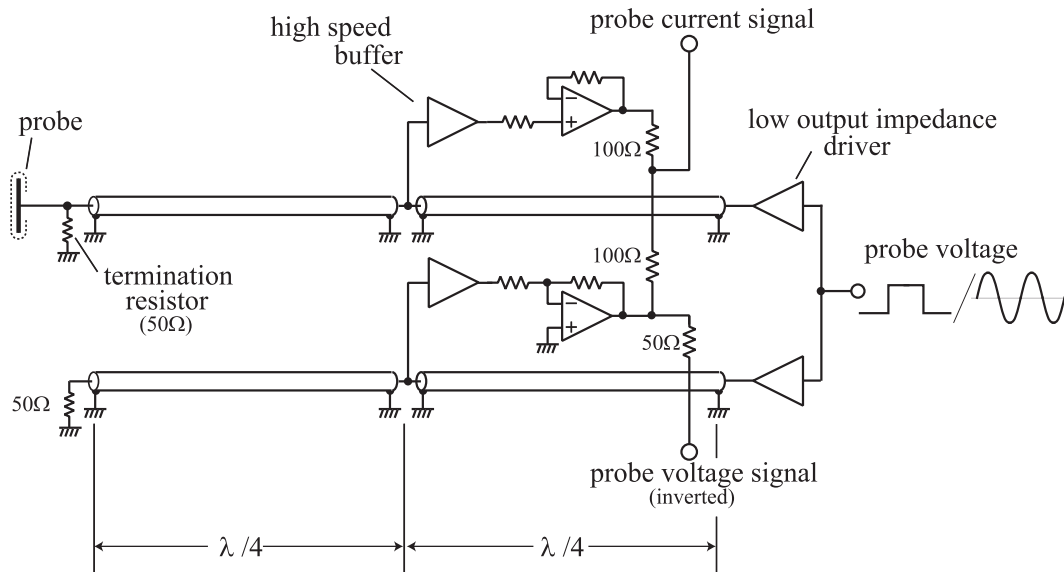 probe current signal
high speed
buffer
probe
low output impedance
driver
100Ω
termination
resistor
(50Ω)
100Ω
probe voltage
50Ω
50Ω
probe voltage signal
(inverted)
λ /4
λ /4